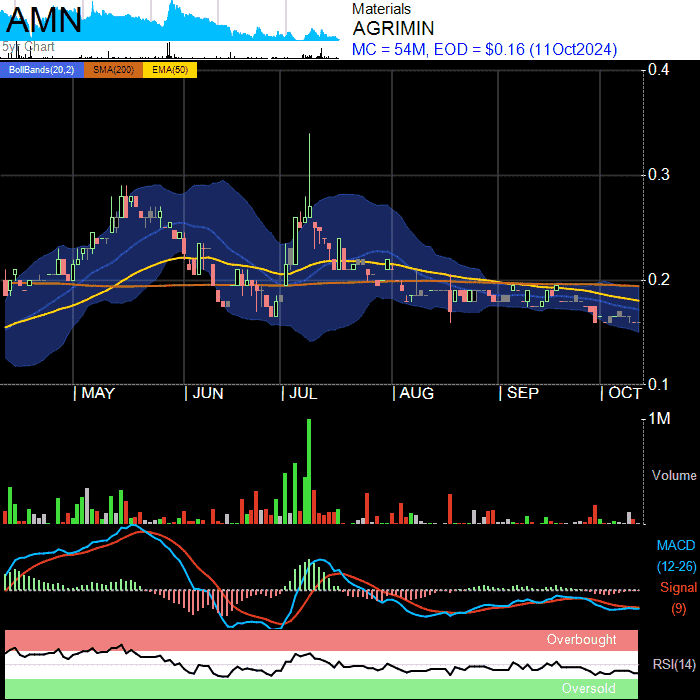 AMN
5yr Chart
Materials
AGRIMIN
MC = 54M, EOD = $0.16 (11Oct2024)
BollBands(20,2) SMA(200) EMA(50)
0.4
0.3
0.2
0.1
MAY JUN JUL AUG SEP OCT
1M
Volume
MACD
(12-26)
Signal
(9)
Overbought
RSI(14)
Oversold